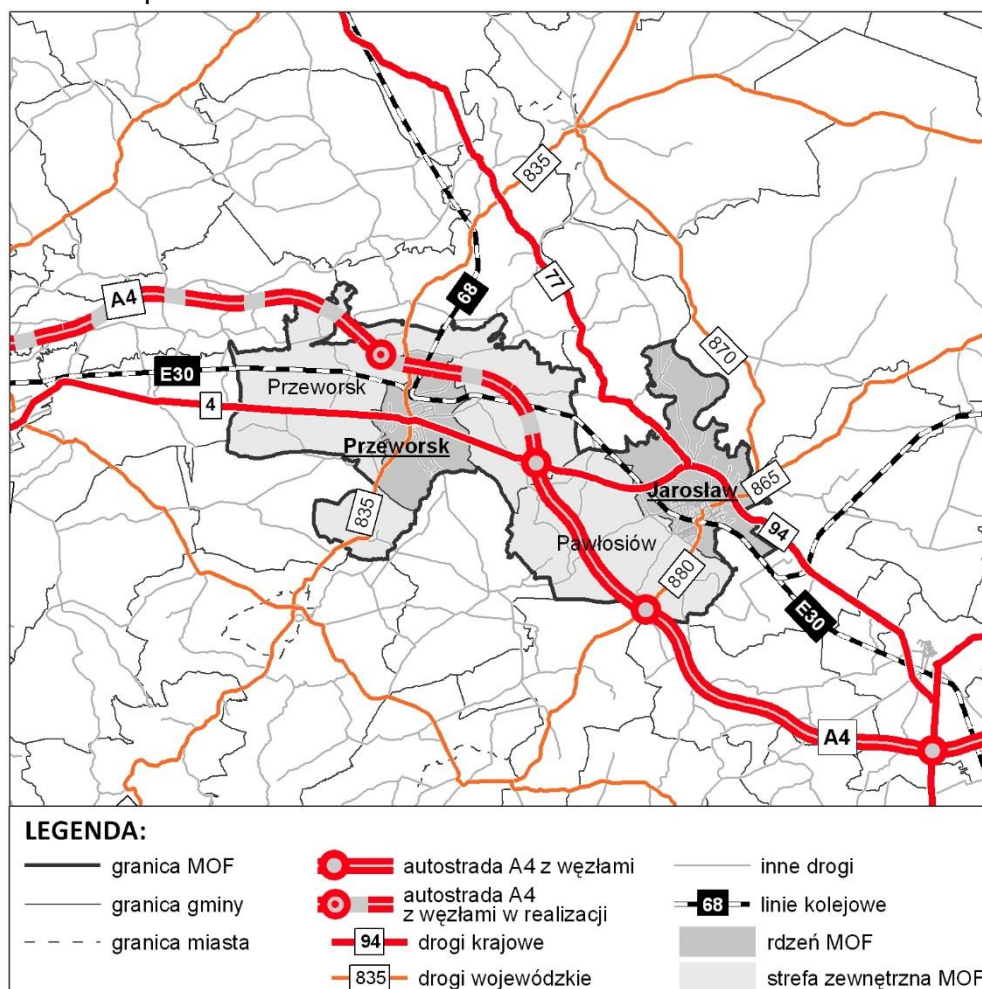 835
77
A4
68
870
E30
Przeworsk
4
Przeworsk
Jarosław
865
835
94
Pawłosiów
880
E30
A4
LEGENDA:
granica MOF
granica gminy
granica miasta
autostrada A4 z węzłami
autostrada A4
z węzłami w realizacji
94 drogi krajowe
835 drogi wojewódzkie
inne drogi
68 linie kolejowe
rdzeń MOF
strefa zewnętrzna MOF